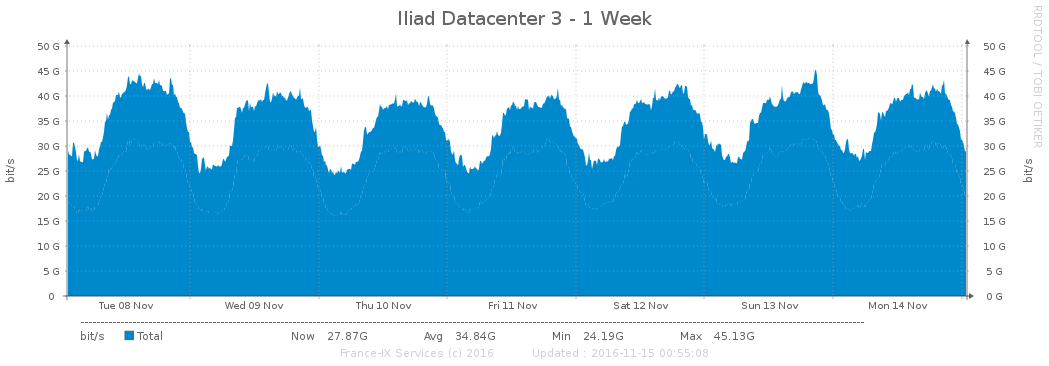 Iliad Datacenter 3 - 1 Week
RRDTOOL / TOBI OETIKER
50 G 50 G
45 G 45 G
40 G 40 G
35 G 35 G
30 G 30 G
25 G 25 G
20 G 20 G
15 G 15 G
10 G 10 G
5 G 5 G
0 0 G
bit/s bit/s
Tue 08 Nov Wed 09 Nov Thu 10 Nov Fri 11 Nov Sat 12 Nov Sun 13 Nov Mon 14 Nov
bit/s Total Now 27.87G Avg 34.84G Min 24.19G Max 45.13G
France-IX Services (c) 2016 Updated : 2016-11-15 00:55:08